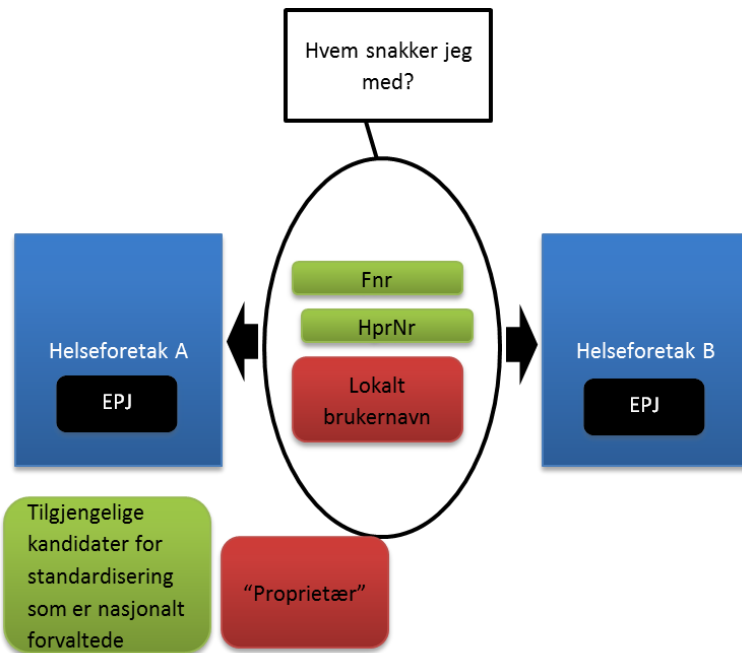 Hvem snakker jeg
med?
Fnr
HprNr
Lokalt
brukernavn
Helseforetak A
EPJ
Helseforetak B
EPJ
Tilgjengelige
kandidater for
standardisering
som er nasjonalt
forvaltede
“Proprietær”